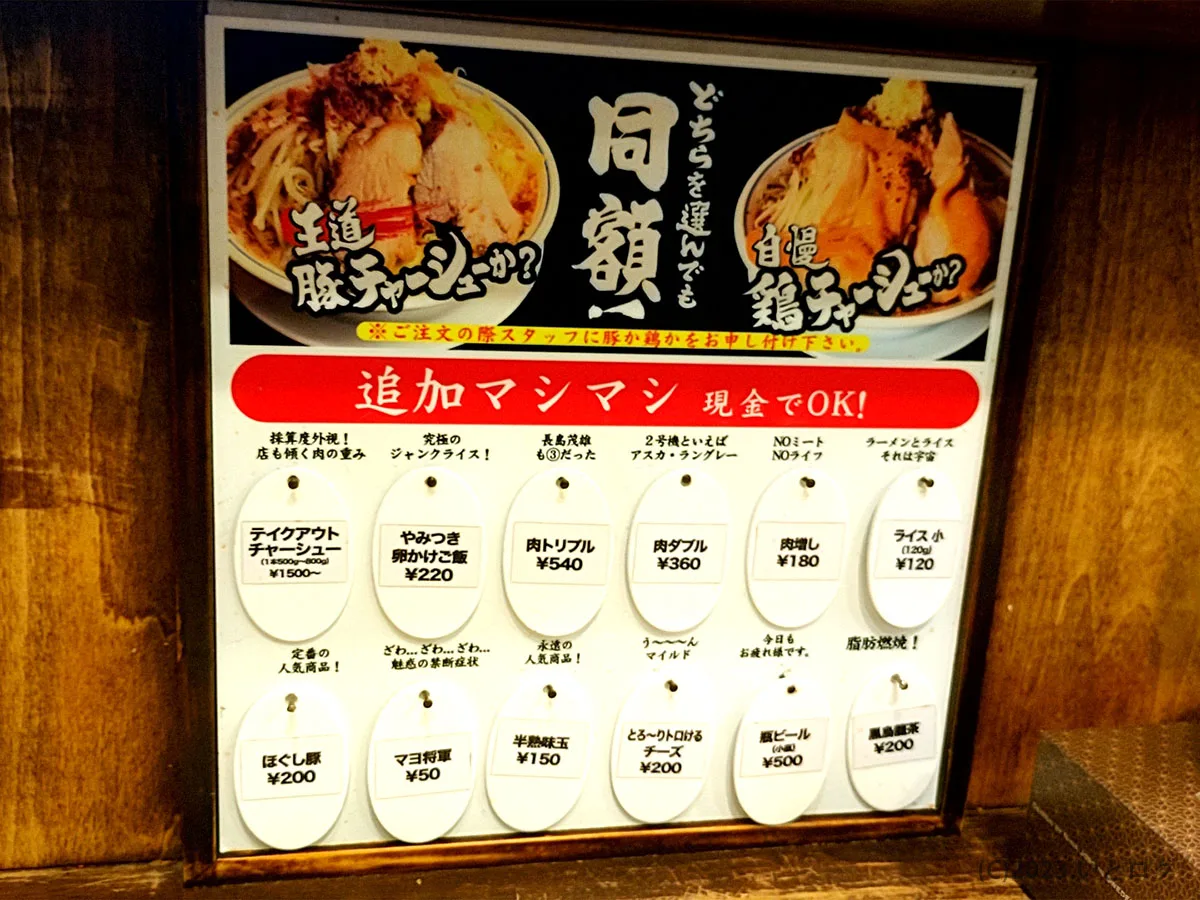 王道
豚チャーシューか?
どちらを選んでも
同額
自慢
鶏チャーシューか?
※ご注文の際スタッフに豚か鶏かをお申し付け下さい。
追加マシマシ 現金でOK!
採算度外視!
店も傾く肉の重み
テイクアウト
チャーシュー
(1本500g~800g)
¥1500~
究極の
ジャンクライス!
やみつき
卵かけご飯
¥220
長島茂雄
も③だった
肉トリプル
¥540
2号機といえば
アスカ・ラングレー
肉ダブル
¥360
NOミート
NOライフ
肉増し
¥180
ラーメンとライス
それは宇宙
ライス 小
(120g)
¥120
定番の
人気商品!
ほぐし豚
¥200
ざわ…ざわ…ざわ…
魅惑の禁断症状
マヨ将軍
¥50
永遠の
人気商品!
半熟味玉
¥150
う~~~ん
マイルド
とろ~りトロける
チーズ
¥200
今日も
お疲れ様です。
瓶ビール
(小瓶)
¥500
脂肪燃焼!
黒烏龍茶
¥200